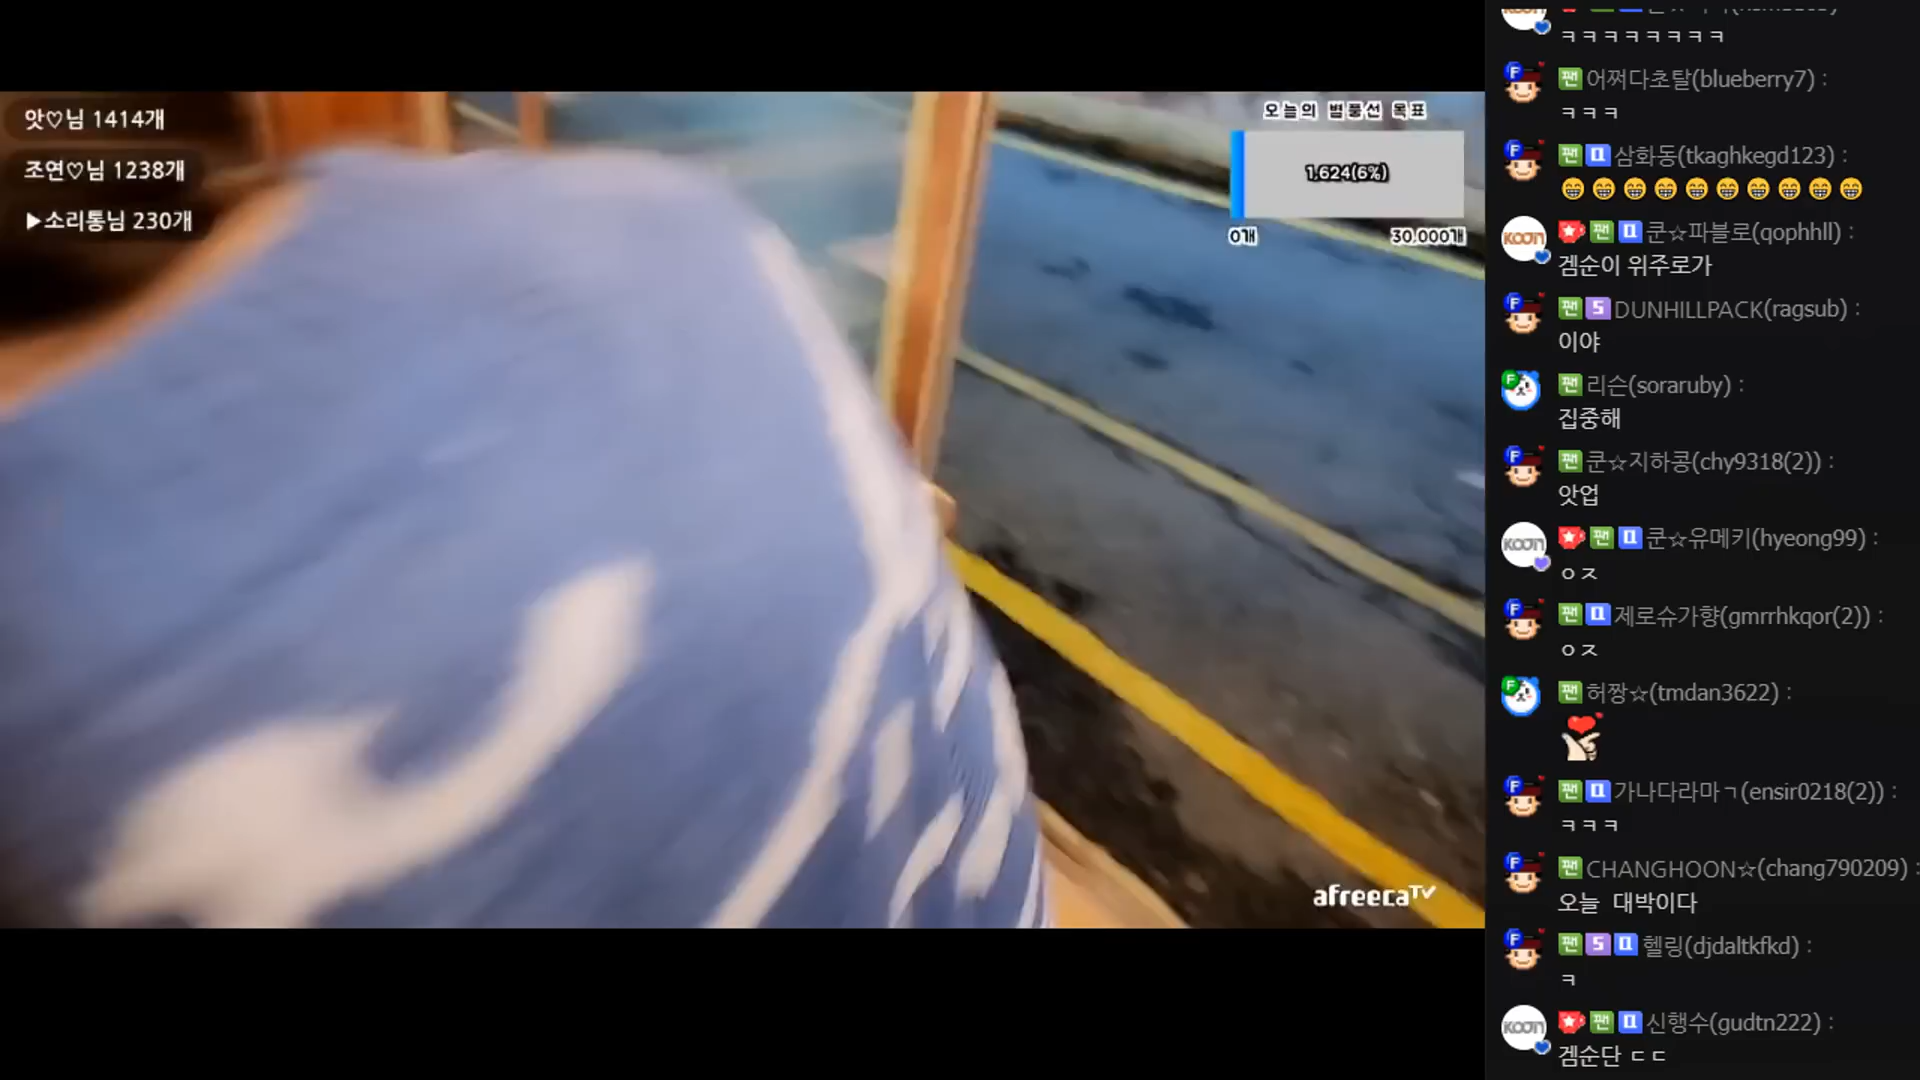 앗♡님 1414개
조연♡님 1238개
▶소리통님 230개
오늘의 별풍선 목표
1,624(6%)
0개 30,000개
afreecaTV
ㅋㅋㅋㅋㅋㅋㅋㅋ
팬 어쩌다초탈(blueberry7) :
ㅋㅋㅋ
팬 삼화동(tkaghkegd123) :
😁😁😁😁😁😁😁😁😁😁
KOON 팬 쿤☆파블로(qophhll) :
겜순이 위주로가
팬 S DUNHILLPACK(ragsub) :
이야
팬 리슨(soraruby) :
집중해
팬 쿤☆지하콩(chy9318(2)) :
앗업
KOON 팬 쿤☆유메키(hyeong99) :
ㅇㅈ
팬 제로슈가향(gmrrhkqor(2)) :
ㅇㅈ
팬 허짱☆(tmdan3622) :
팬 가나다라마ㄱ(ensir0218(2)) :
ㅋㅋㅋ
팬 CHANGHOON☆(chang790209) :
오늘 대박이다
팬 S 헬링(djdaltkfkd) :
ㅋ
KOON 팬 신행수(gudtn222) :
겜순단 ㄷㄷ